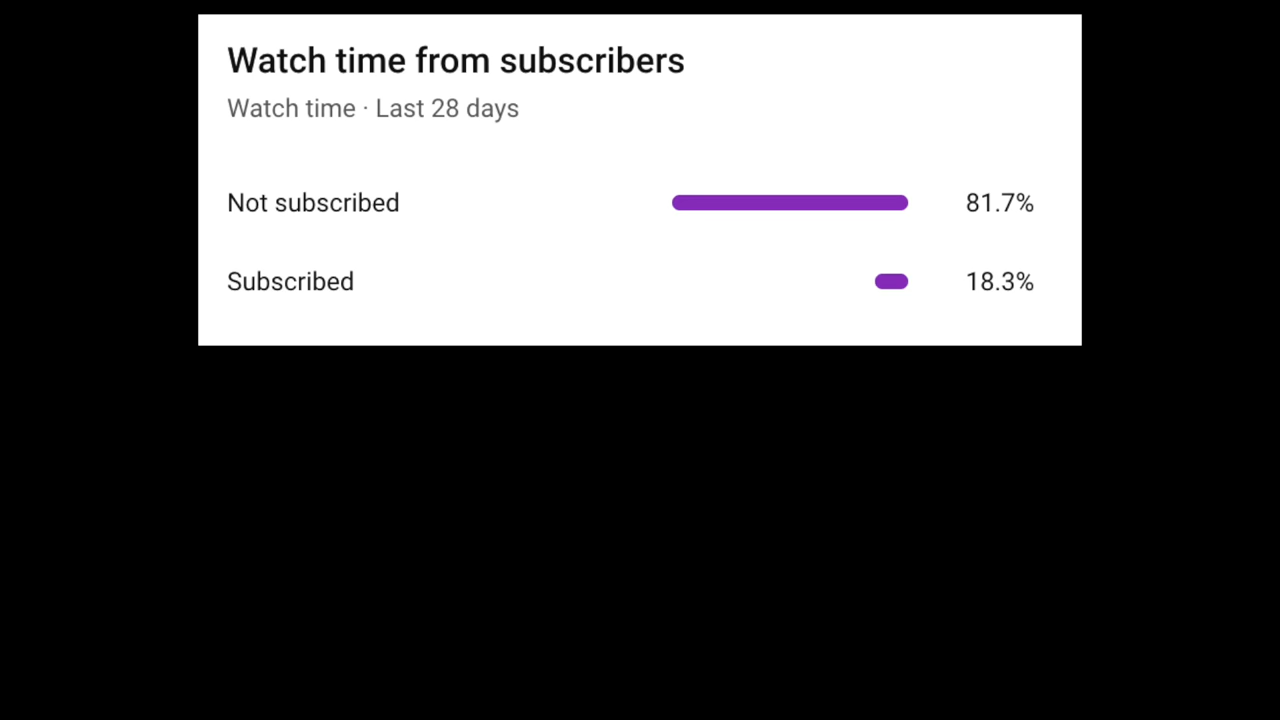 Watch time from subscribers
Watch time · Last 28 days
Not subscribed 81.7%
Subscribed 18.3%